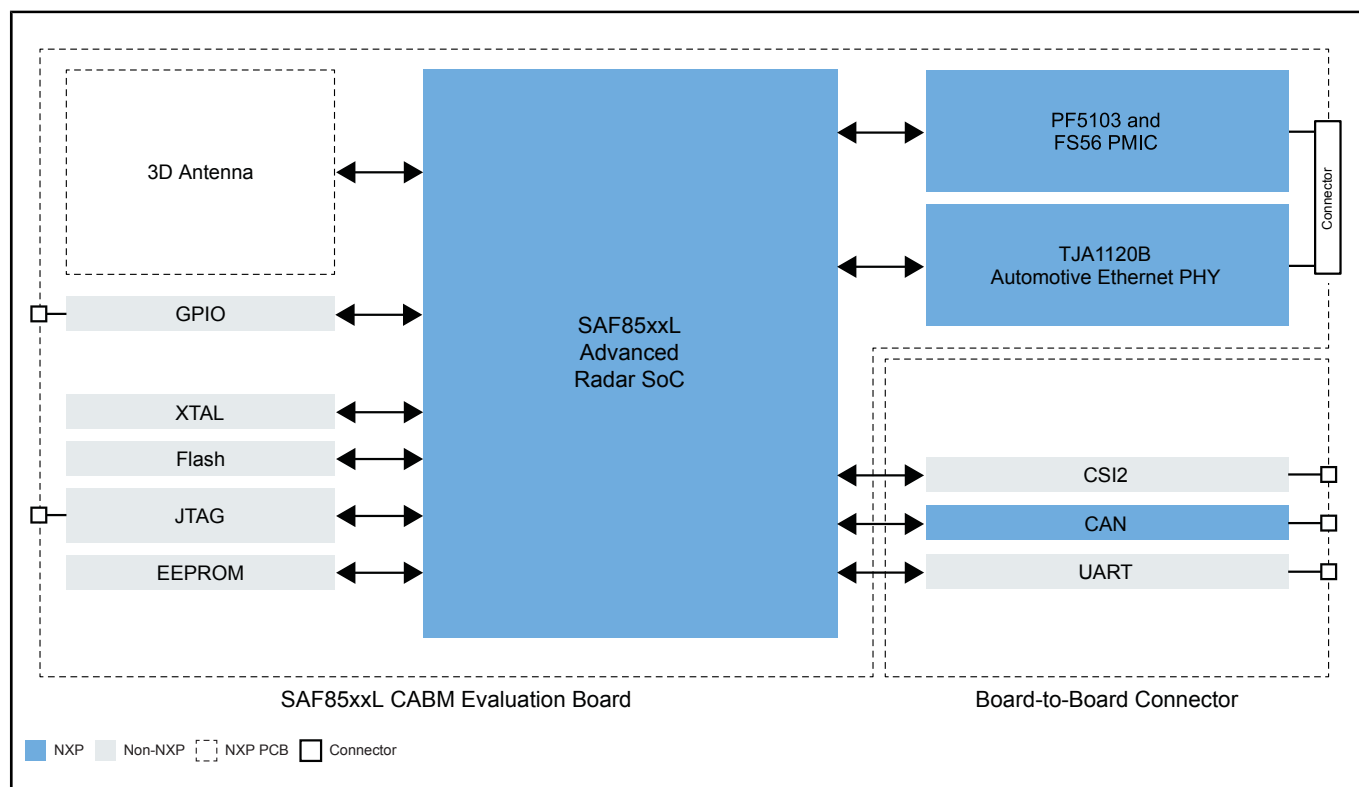 3D Antenna
GPIO
XTAL
Flash
JTAG
EEPROM
SAF85xxL
Advanced
Radar SoC
PF5103 and
FS56 PMIC
TJA1120B
Automotive Ethernet PHY
Connector
CSI2
CAN
UART
SAF85xxL CABM Evaluation Board
Board-to-Board Connector
NXP
Non-NXP
NXP PCB
Connector